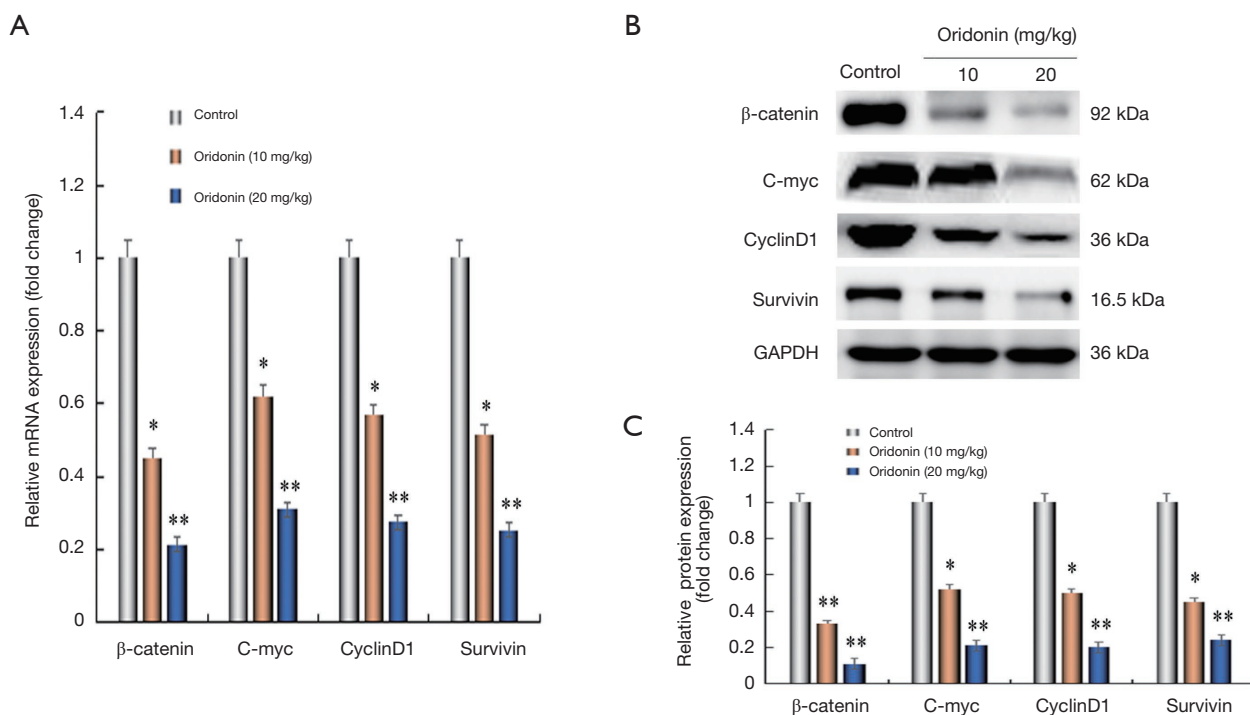 A
Relative mRNA expression (fold change)
1.4
1.2
1
0.8
0.6
0.4
0.2
0
Control
Oridonin (10 mg/kg)
Oridonin (20 mg/kg)
*
**
*
**
*
**
*
**
β-catenin C-myc CyclinD1 Survivin
B
Oridonin (mg/kg)
Control 10 20
β-catenin 92 kDa
C-myc 62 kDa
CyclinD1 36 kDa
Survivin 16.5 kDa
GAPDH 36 kDa
C
Relative protein expression
(fold change)
1.4
1.2
1
0.8
0.6
0.4
0.2
0
Control
Oridonin (10 mg/kg)
Oridonin (20 mg/kg)
**
**
*
**
*
**
*
**
β-catenin C-myc CyclinD1 Survivin